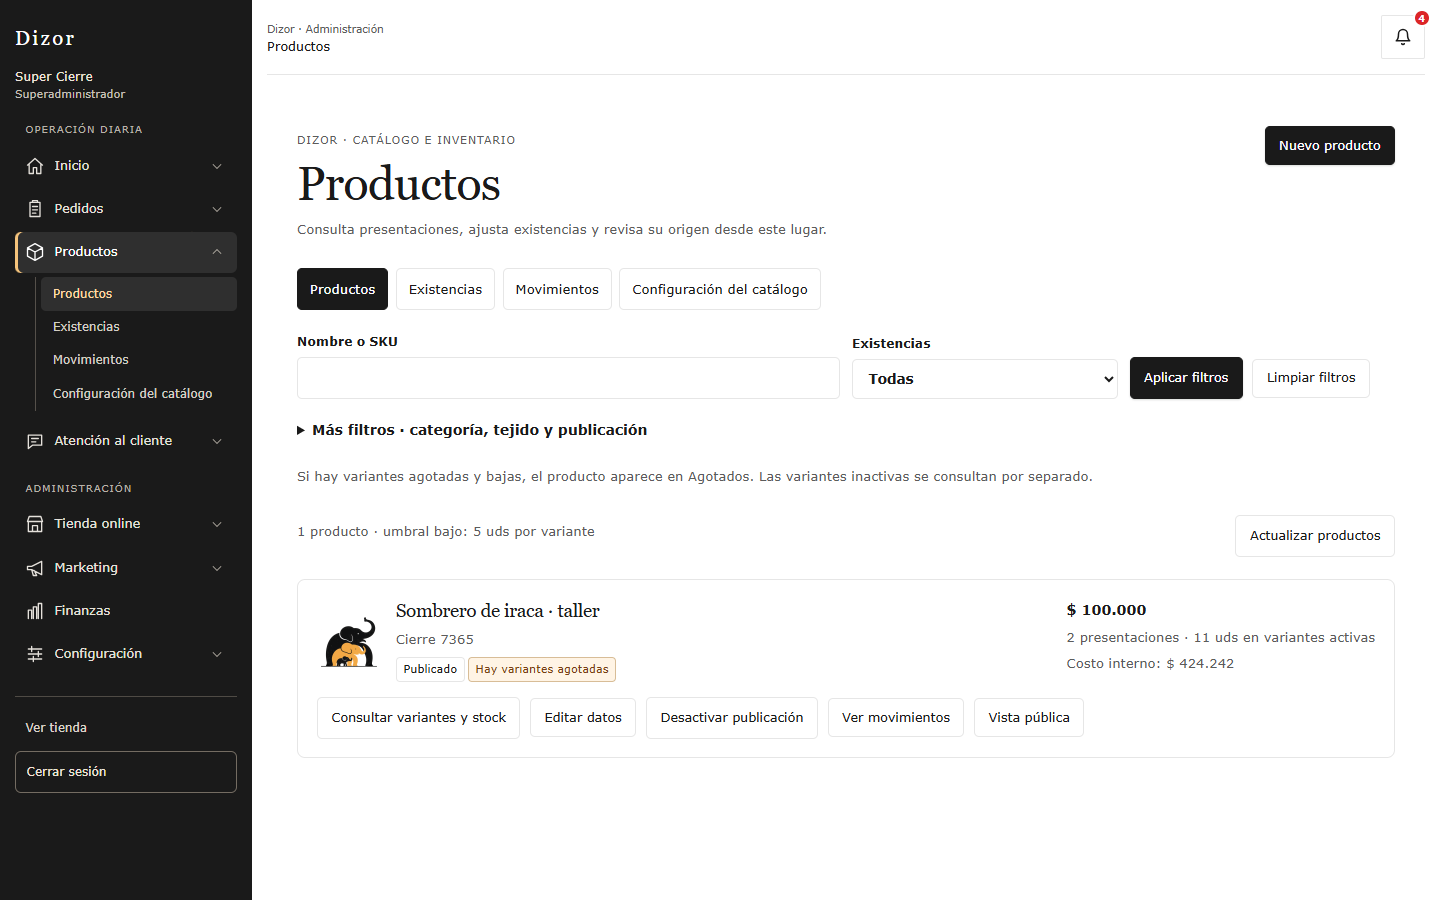 Dizor
Super Cierre
Superadministrador
OPERACIÓN DIARIA
Inicio
Pedidos
Productos
Productos
Existencias
Movimientos
Configuración del catálogo
Atención al cliente
ADMINISTRACIÓN
Tienda online
Marketing
Finanzas
Configuración
Ver tienda
Cerrar sesión
Dizor · Administración
Productos
4
DIZOR · CATÁLOGO E INVENTARIO
Nuevo producto
Productos
Consulta presentaciones, ajusta existencias y revisa su origen desde este lugar.
Productos Existencias Movimientos Configuración del catálogo
Nombre o SKU
Existencias
Todas
Aplicar filtros
Limpiar filtros
Más filtros · categoría, tejido y publicación
Si hay variantes agotadas y bajas, el producto aparece en Agotados. Las variantes inactivas se consultan por separado.
1 producto · umbral bajo: 5 uds por variante
Actualizar productos
Sombrero de iraca · taller
Cierre 7365
Publicado Hay variantes agotadas
$ 100.000
2 presentaciones · 11 uds en variantes activas
Costo interno: $ 424.242
Consultar variantes y stock Editar datos Desactivar publicación Ver movimientos Vista pública